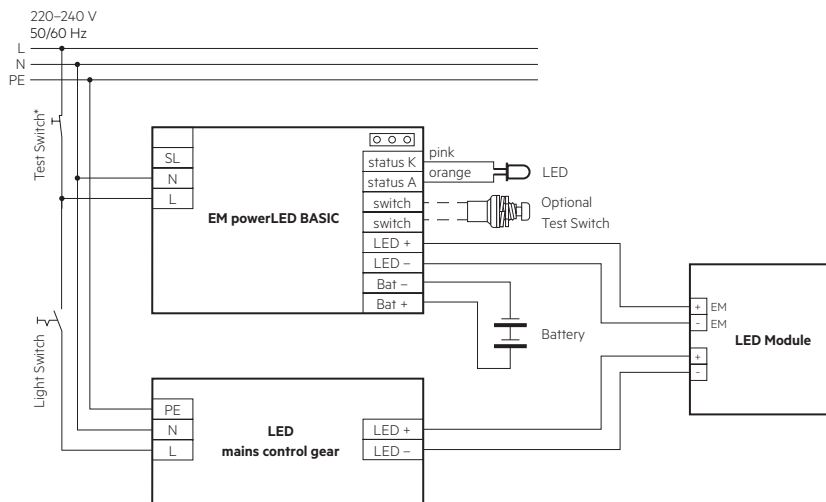 220–240 V
50/60 Hz
L
N
PE
Test Switch*
SL
N
L
EM powerLED BASIC
status K
status A
switch
switch
LED +
LED –
Bat –
Bat +
pink
orange
LED
Optional
Test Switch
Battery
+ EM
- EM
+
-
LED Module
Light Switch
PE
N
L
LED
mains control gear
LED +
LED –